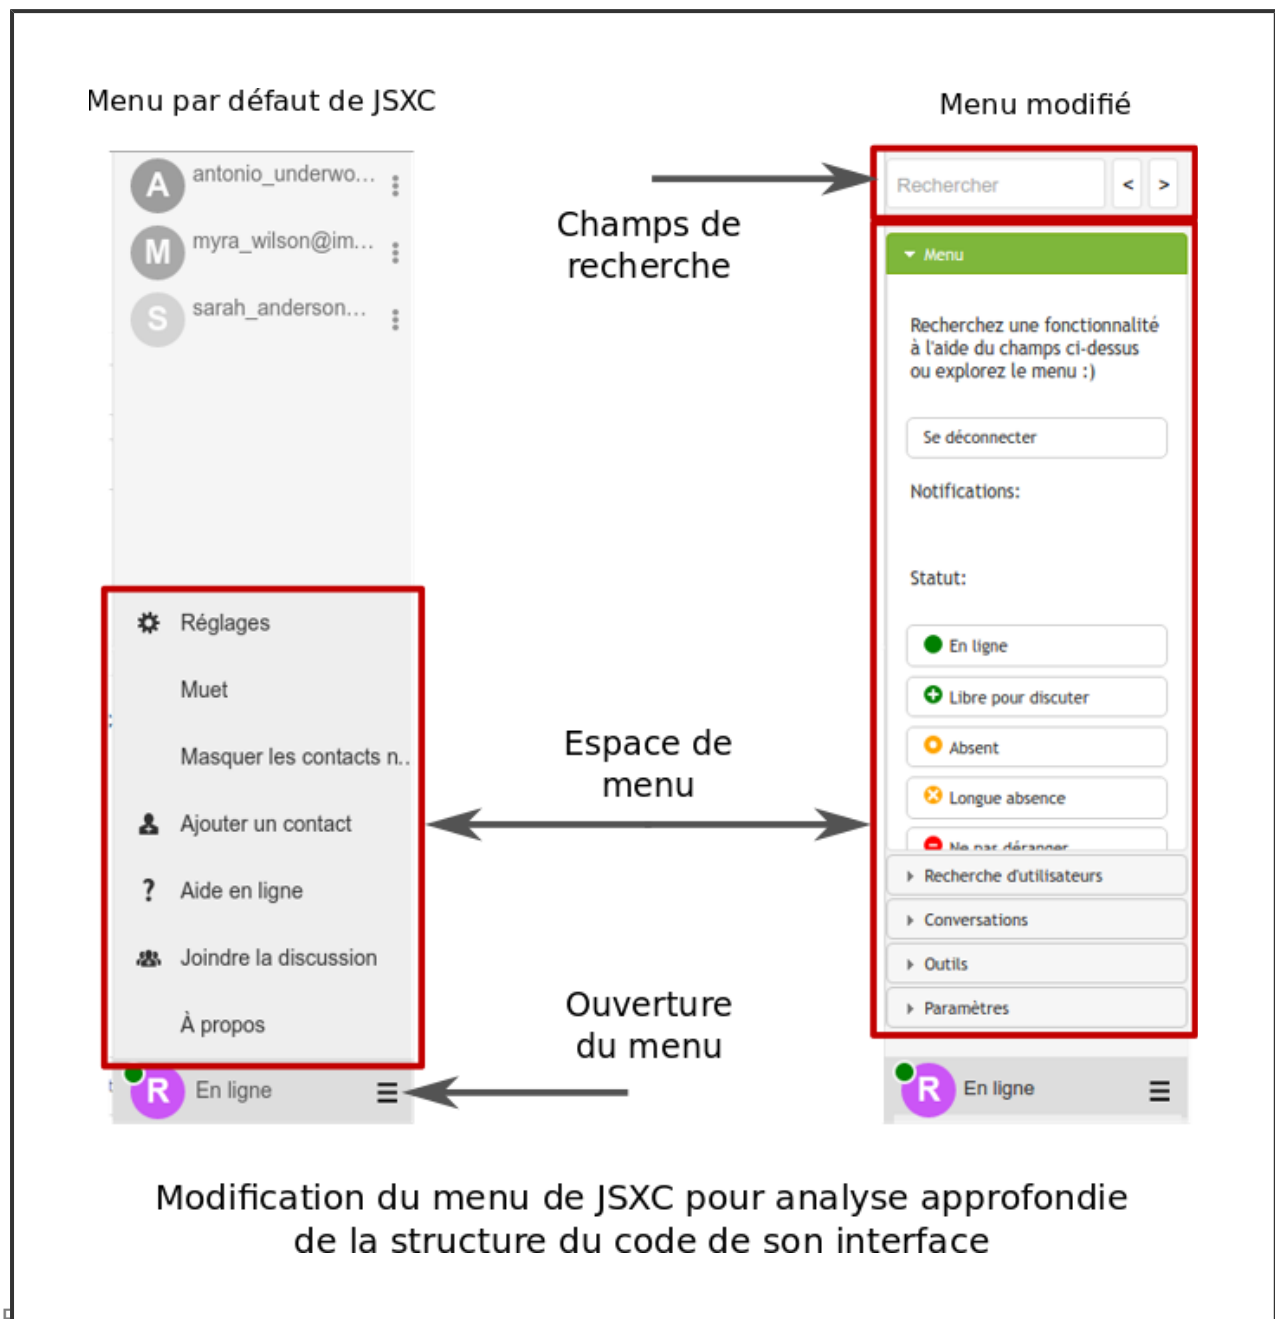 Menu par défaut de JSXC
A
antonio_underwo...
M
myra_wilson@im...
S
sarah_anderson...
Réglages
Muet
Masquer les contacts n..
Ajouter un contact
? Aide en ligne
Joindre la discussion
À propos
R
En ligne
Champs de
recherche
Espace de
menu
Ouverture
du menu
Menu modifié
Rechercher
< >
Menu
Recherchez une fonctionnalité
à l'aide du champs ci-dessus
ou explorez le menu :)
Se déconnecter
Notifications:
Statut:
En ligne
Libre pour discuter
Absent
Longue absence
Ne pas déranger
Recherche d'utilisateurs
Conversations
Outils
Paramètres
R
En ligne
Modification du menu de JSXC pour analyse approfondie
de la structure du code de son interface